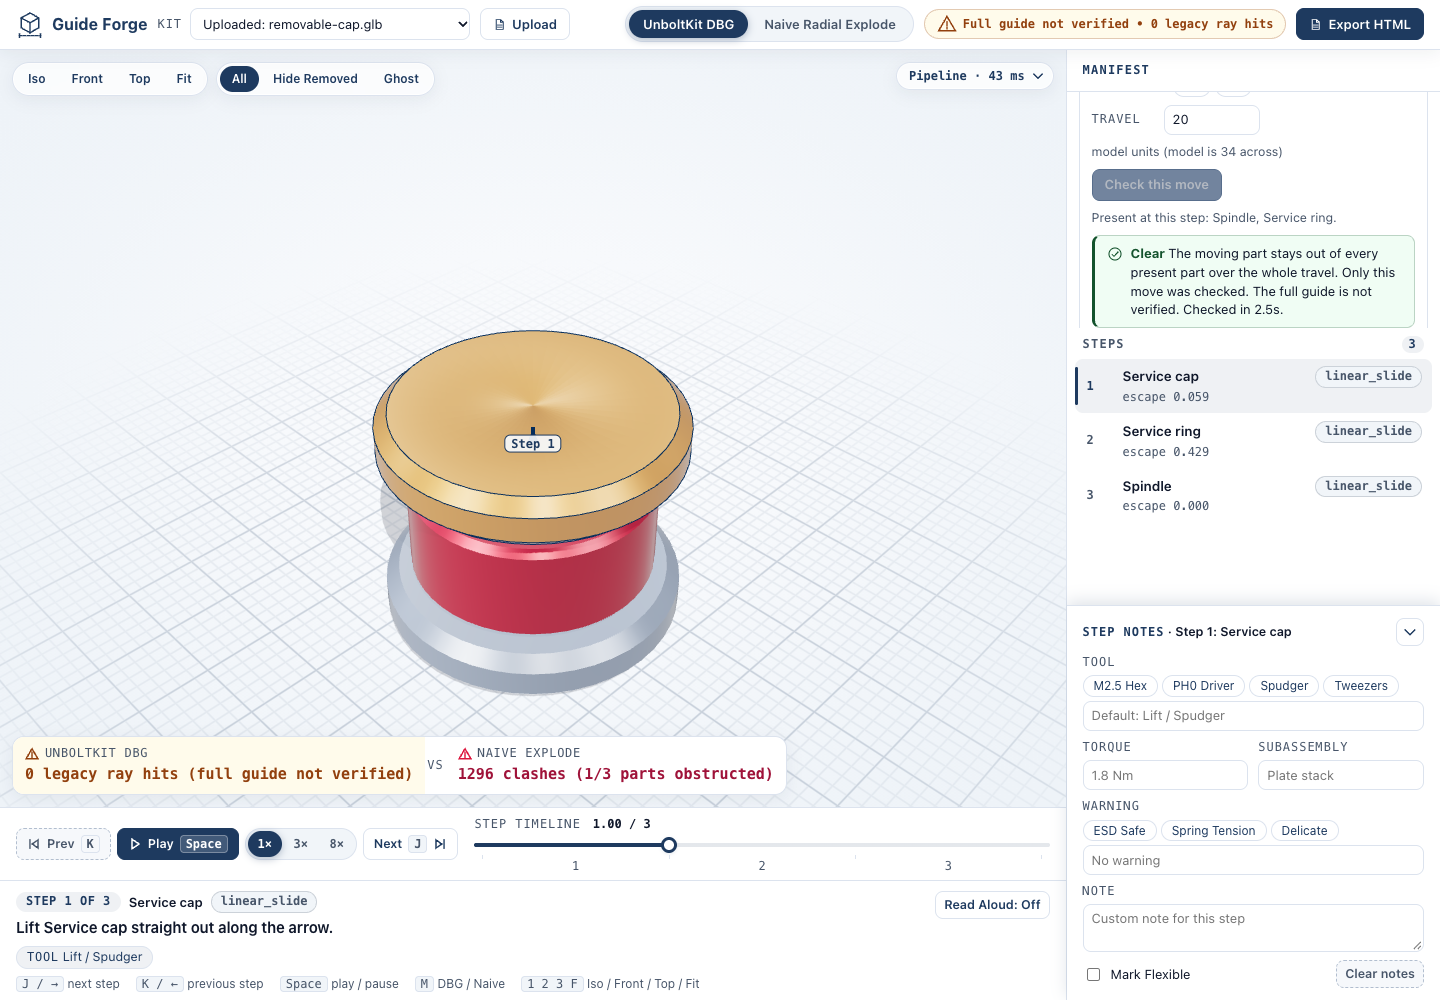 Guide Forge KIT
Uploaded: removable-cap.glb
Upload
UnboltKit DBG
Naive Radial Explode
Full guide not verified • 0 legacy ray hits
Export HTML
Iso Front Top Fit
All Hide Removed Ghost
Pipeline · 43 ms
Step 1
UNBOLTKIT DBG
0 legacy ray hits (full guide not verified)
VS
NAIVE EXPLODE
1296 clashes (1/3 parts obstructed)
Prev K
Play Space
1× 3× 8×
Next J
STEP TIMELINE 1.00 / 3
1 2 3
STEP 1 OF 3 Service cap linear_slide
Read Aloud: Off
Lift Service cap straight out along the arrow.
TOOL Lift / Spudger
J / → next step K / ← previous step Space play / pause M DBG / Naive 1 2 3 F Iso / Front / Top / Fit
MANIFEST
TRAVEL 20
model units (model is 34 across)
Check this move
Present at this step: Spindle, Service ring.
Clear The moving part stays out of every
present part over the whole travel. Only this
move was checked. The full guide is not
verified. Checked in 2.5s.
STEPS 3
1 Service cap linear_slide
escape 0.059
2 Service ring linear_slide
escape 0.429
3 Spindle linear_slide
escape 0.000
STEP NOTES · Step 1: Service cap
TOOL
M2.5 Hex PH0 Driver Spudger Tweezers
Default: Lift / Spudger
TORQUE SUBASSEMBLY
1.8 Nm Plate stack
WARNING
ESD Safe Spring Tension Delicate
No warning
NOTE
Custom note for this step
Mark Flexible
Clear notes